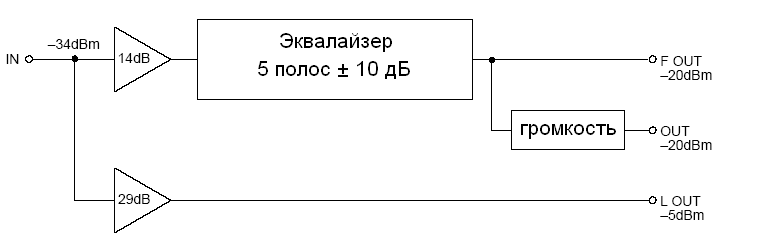 IN
–34dBm
14dB
Эквалайзер
5 полос ± 10 дБ
F OUT
–20dBm
громкость
OUT
–20dBm
29dB
L OUT
–5dBm